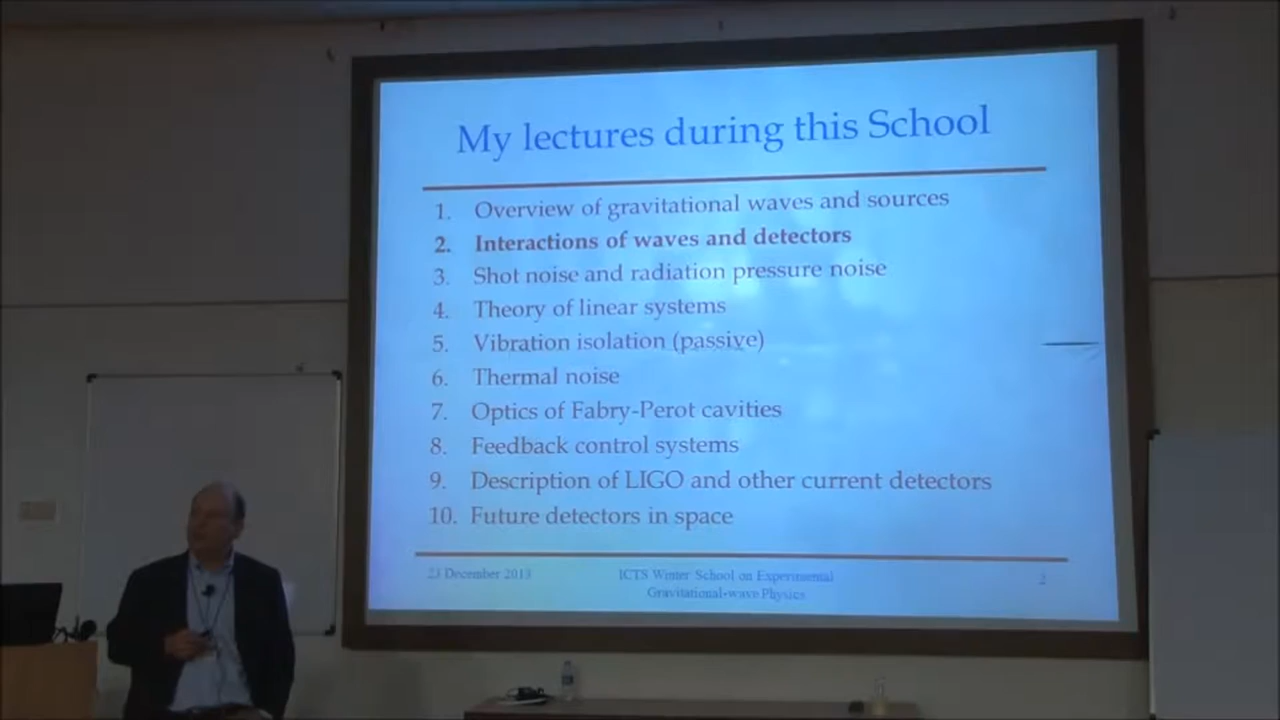 My lectures during this School
1. Overview of gravitational waves and sources
2. Interactions of waves and detectors
3. Shot noise and radiation pressure noise
4. Theory of linear systems
5. Vibration isolation (passive)
6. Thermal noise
7. Optics of Fabry-Perot cavities
8. Feedback control systems
9. Description of LIGO and other current detectors
10. Future detectors in space
23 December 2013
ICTS Winter School on Experimental
Gravitational-wave Physics
2